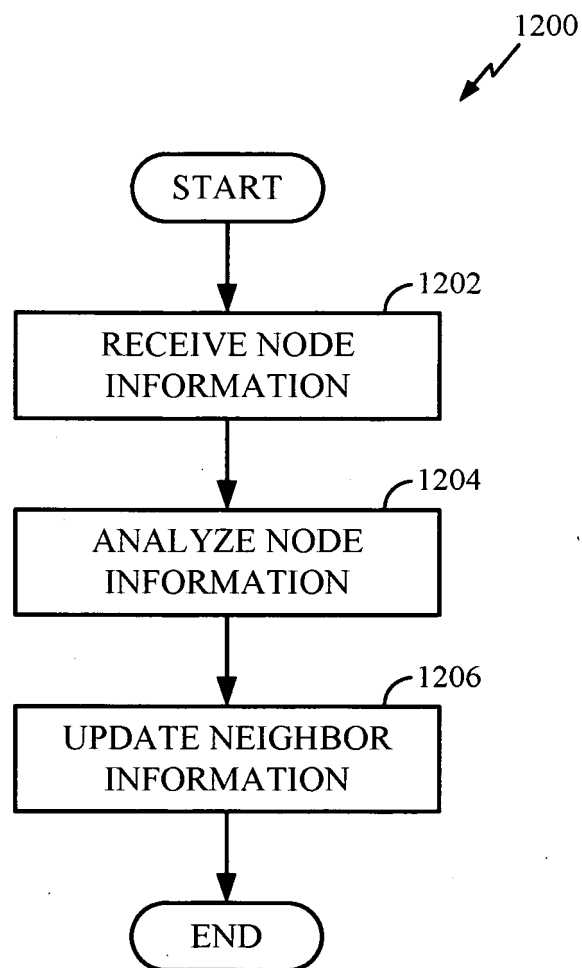 1200
START
1202
RECEIVE NODE
INFORMATION
1204
ANALYZE NODE
INFORMATION
1206
UPDATE NEIGHBOR
INFORMATION
END